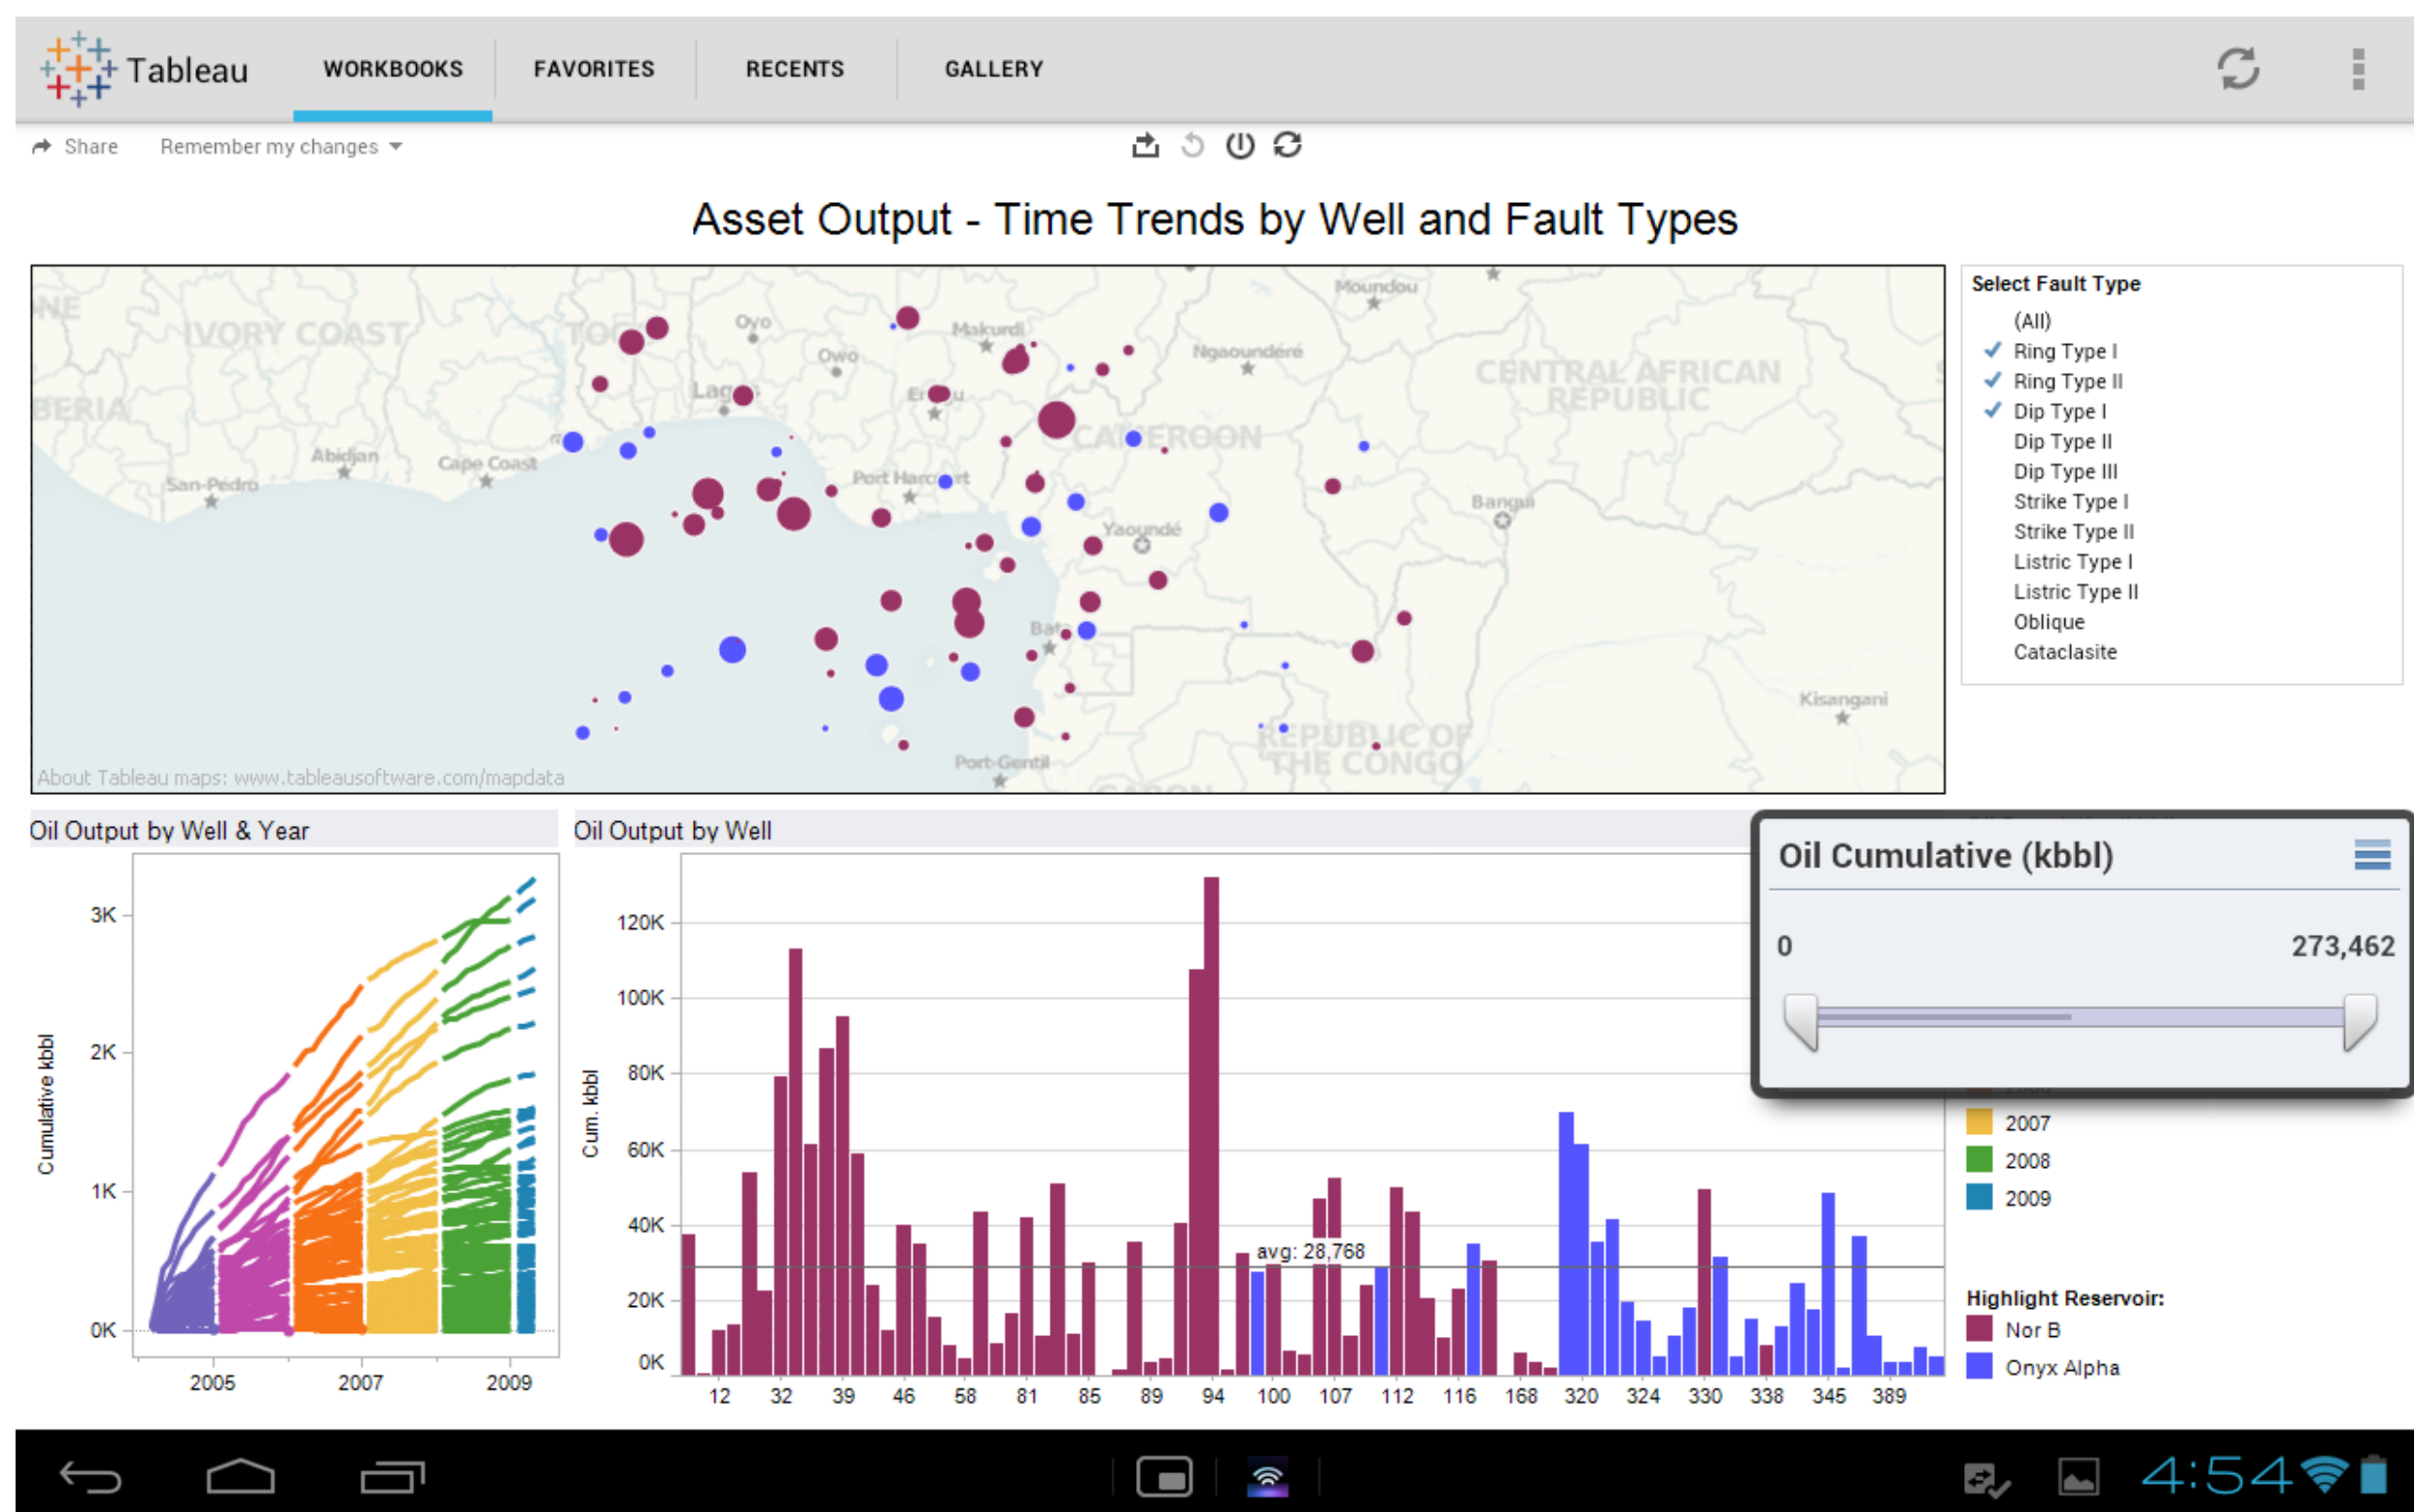 Tableau WORKBOOKS FAVORITES RECENTS GALLERY
Share Remember my changes
Asset Output - Time Trends by Well and Fault Types
IVORY COAST
Abidjan
San-Pédro
Cape Coast
Oyo
Owo
Makurdi
Port Harcourt
CAMEROON
Ngaoundéré
Moundou
CENTRAL AFRICAN
REPUBLIC
Bangui
Yaoundé
Kisangani
REPUBLIC OF
THE CONGO
Port-Gentil
GABON
About Tableau maps: www.tableausoftware.com/mapdata
Select Fault Type
(All)
Ring Type I
Ring Type II
Dip Type I
Dip Type II
Dip Type III
Strike Type I
Strike Type II
Listric Type I
Listric Type II
Oblique
Cataclasite
Oil Output by Well & Year
Cumulative kbbl
3K
2K
1K
0K
2005 2007 2009
Oil Output by Well
Cum. kbbl
120K
100K
80K
60K
40K
20K
0K
avg: 28,768
12 32 39 46 58 81 85 89 94 100 107 112 116 168 320 324 330 338 345 389
Oil Cumulative (kbbl)
0 273,462
2007
2008
2009
Highlight Reservoir:
Nor B
Onyx Alpha
4:54